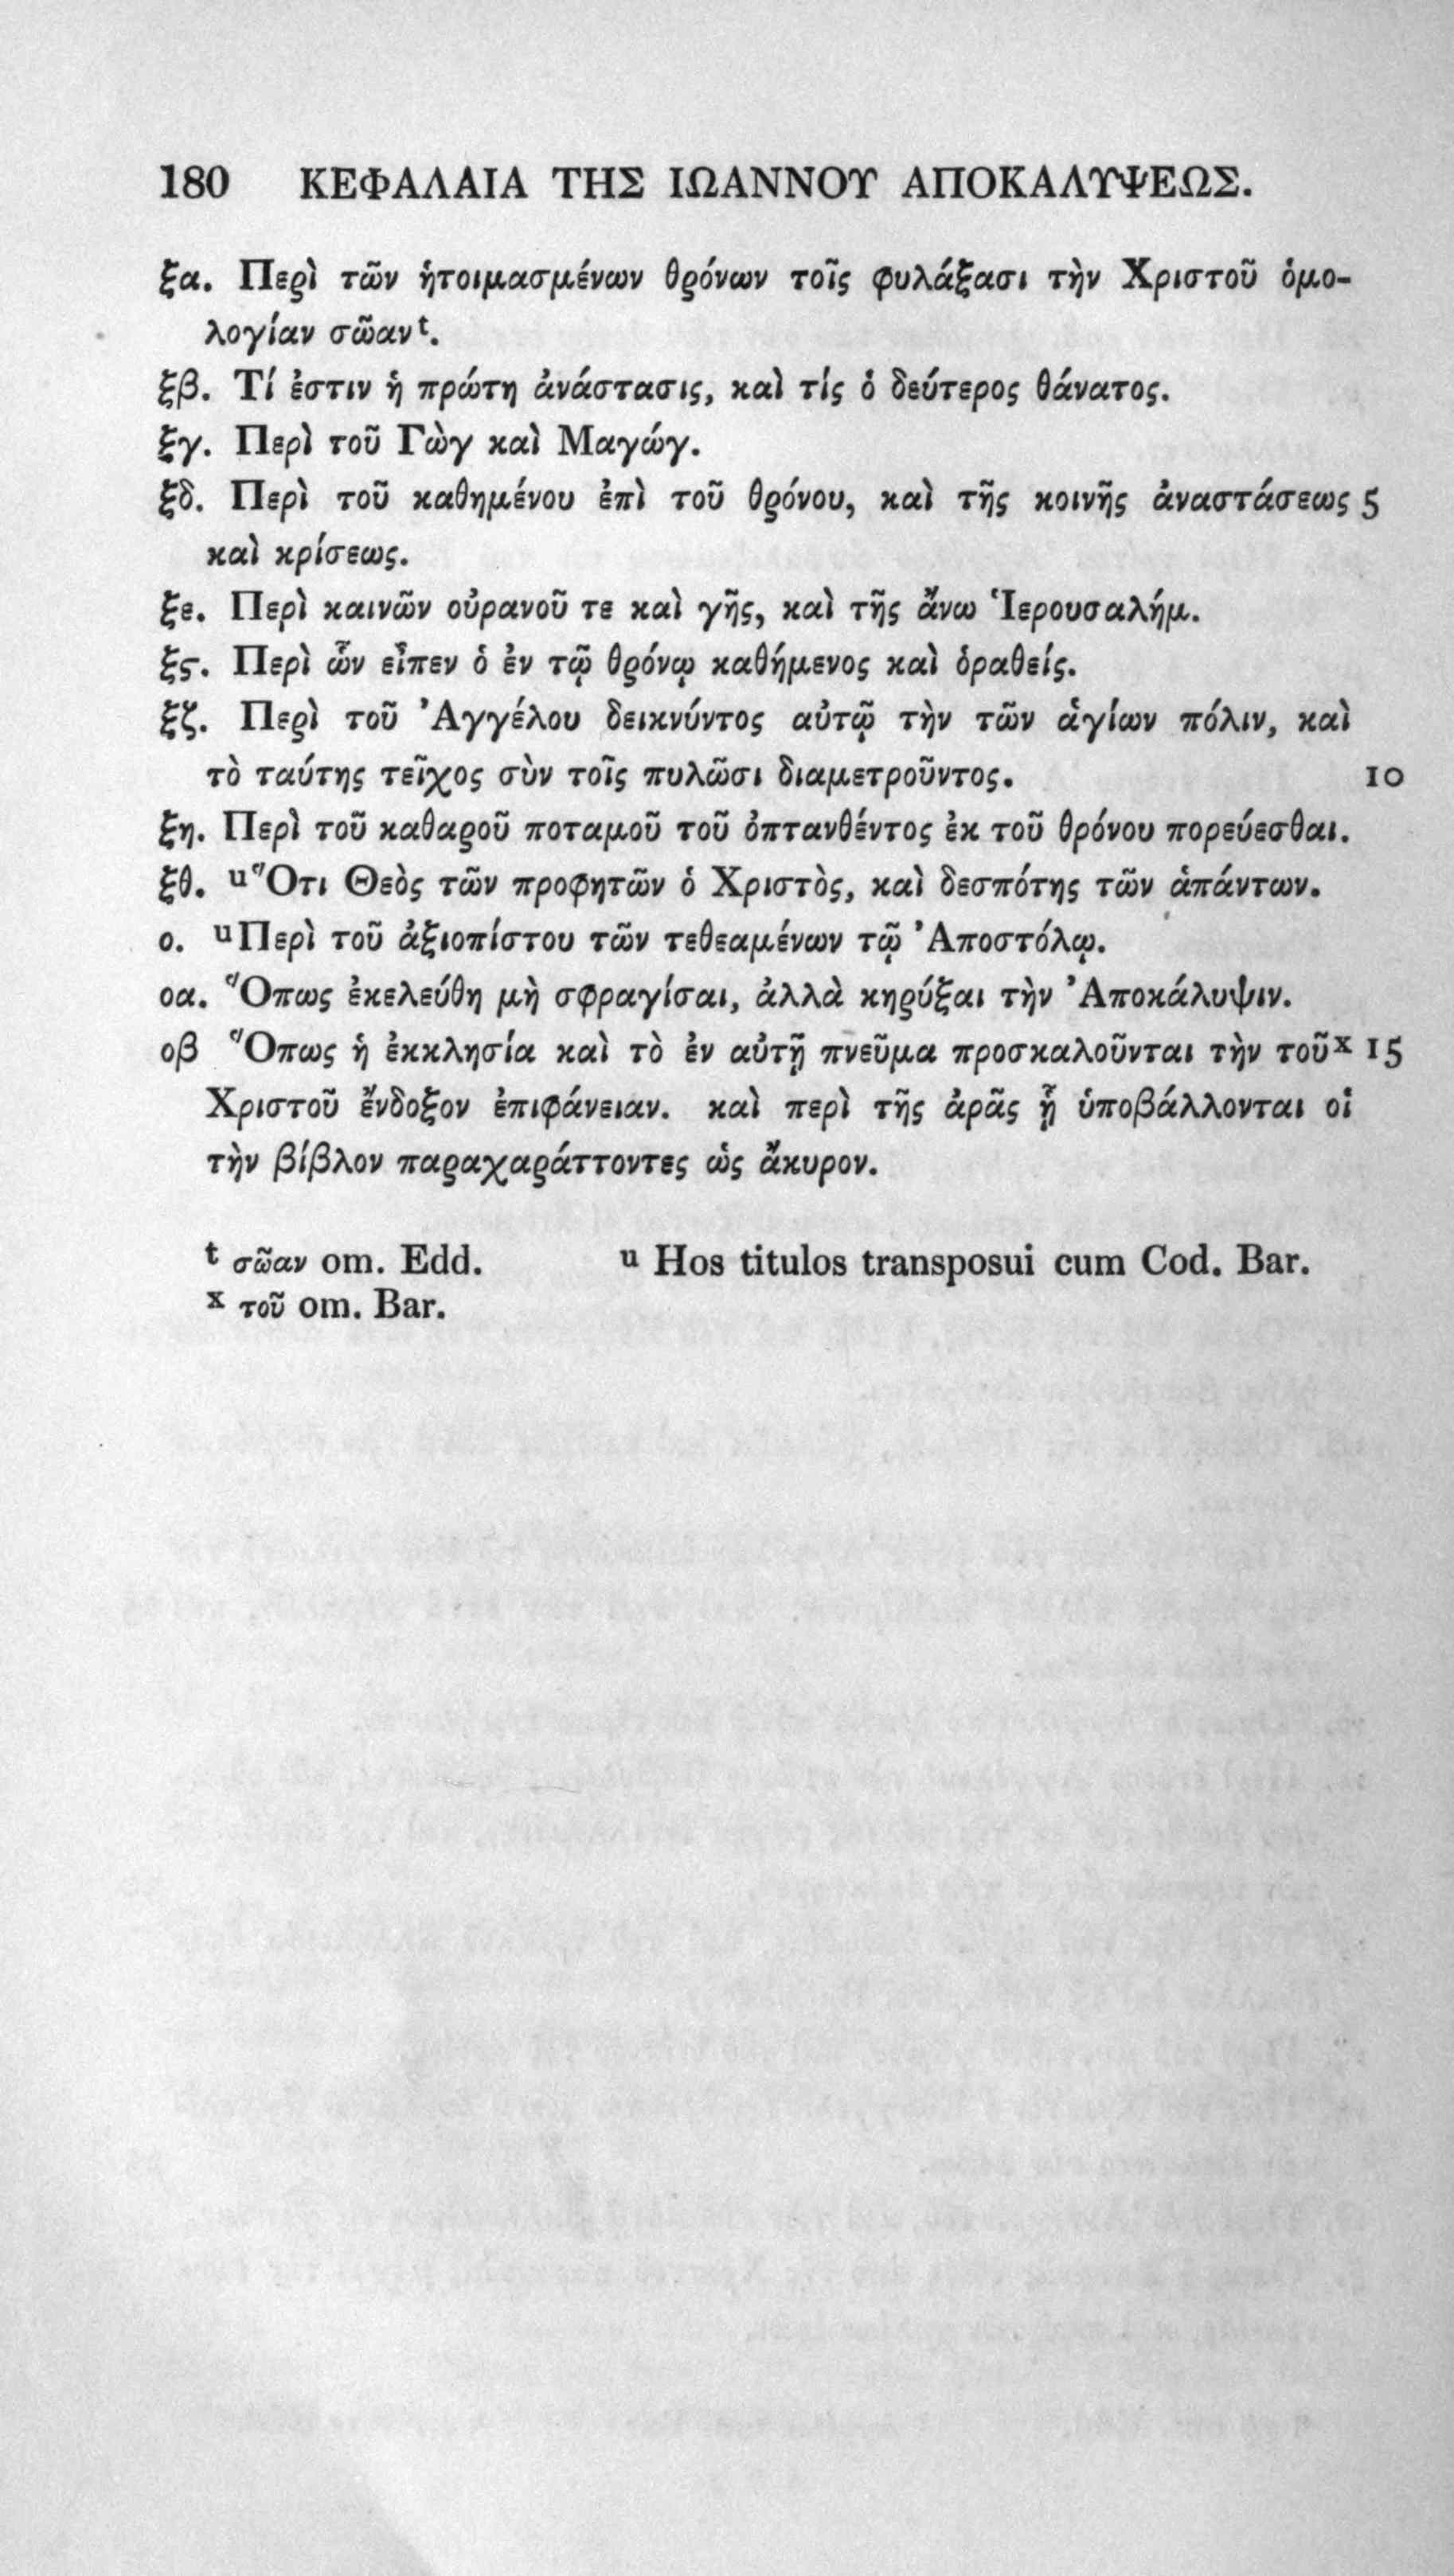 180 ΚΕΦΑΛΑΙΑ ΤΗΣ ΙΩΑΝΝΟΥ ΑΠΟΚΑΛΥΨΕΩΣ.
ξα. Περὶ τῶν ἡτοιμασμένων θρόνων τοῖς φυλάξασι τὴν Χριστοῦ ὁμο-
λογίαν σῶαν t.
ξβ. Τί ἐστιν ἡ πρώτη ἀνάστασις, καὶ τίς ὁ δεύτερος θάνατος.
ξγ. Περὶ τοῦ Γὼγ καὶ Μαγώγ.
ξδ. Περὶ τοῦ καθημένου ἐπὶ τοῦ θρόνου, καὶ τῆς κοινῆς ἀναστάσεως 5
καὶ κρίσεως.
ξε. Περὶ καινῶν οὐρανοῦ τε καὶ γῆς, καὶ τῆς ἄνω Ἱερουσαλήμ.
ξς. Περὶ ὧν εἶπεν ὁ ἐν τῷ θρόνῳ καθήμενος καὶ ὁραθείς.
ξζ. Περὶ τοῦ Ἀγγέλου δεικνύντος αὐτῷ τὴν τῶν ἁγίων πόλιν, καὶ
τὸ ταύτης τεῖχος σὺν τοῖς πυλῶσι διαμετροῦντος. 10
ξη. Περὶ τοῦ καθαροῦ ποταμοῦ τοῦ ὀπτανθέντος ἐκ τοῦ θρόνου πορεύεσθαι.
ξθ. u Ὅτι Θεὸς τῶν προφητῶν ὁ Χριστὸς, καὶ δεσπότης τῶν ἁπάντων.
ο. u Περὶ τοῦ ἀξιοπίστου τῶν τεθεαμένων τῷ Ἀποστόλῳ.
οα. Ὅπως ἐκελεύθη μὴ σφραγίσαι, ἀλλὰ κηρύξαι τὴν Ἀποκάλυψιν.
οβ Ὅπως ἡ ἐκκλησία καὶ τὸ ἐν αὐτῇ πνεῦμα προσκαλοῦνται τὴν τοῦ x 15
Χριστοῦ ἔνδοξον ἐπιφάνειαν. καὶ περὶ τῆς ἀρᾶς ᾗ ὑποβάλλονται οἱ
τὴν βίβλον παραχαράττοντες ὡς ἄκυρον.
t σῶαν om. Edd. u Hos titulos transposui cum Cod. Bar.
x τοῦ om. Bar.